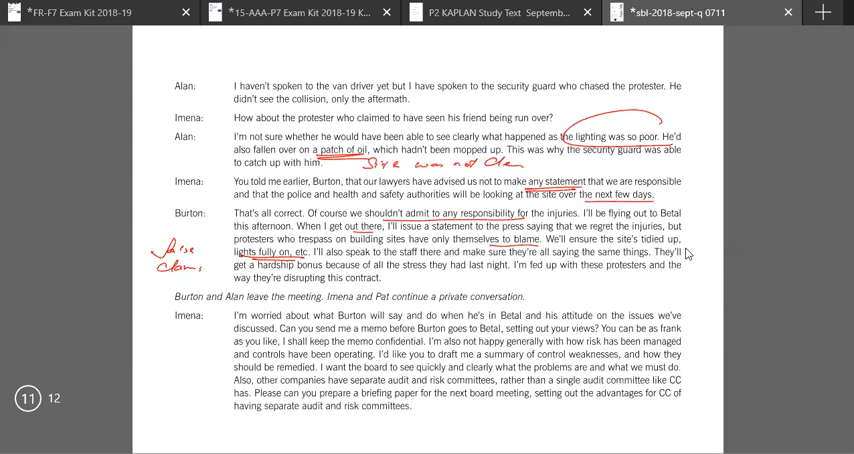 *FR-F7 Exam Kit 2018-19
*15-AAA-P7 Exam Kit 2018-19 K...
P2 KAPLAN Study Text Septemb...
*sbl-2018-sept-q 0711
Alan: I haven't spoken to the van driver yet but I have spoken to the security guard who chased the protester. He
didn't see the collision, only the aftermath.
Imena: How about the protester who claimed to have seen his friend being run over?
Alan: I'm not sure whether he would have been able to see clearly what happened as the lighting was so poor. He'd
also fallen over on a patch of oil, which hadn't been mopped up. This was why the security guard was able
to catch up with him.
Site was not
Imena: You told me earlier, Burton, that our lawyers have advised us not to make any statement that we are responsible
and that the police and health and safety authorities will be looking at the site over the next few days.
Burton: That's all correct. Of course we shouldn't admit to any responsibility for the injuries. I'll be flying out to Betal
this afternoon. When I get out there, I'll issue a statement to the press saying that we regret the injuries, but
protesters who trespass on building sites have only themselves to blame. We'll ensure the site's tidied up,
lights fully on, etc. I'll also speak to the staff there and make sure they're all saying the same things. They'll
get a hardship bonus because of all the stress they had last night. I'm fed up with these protesters and the
way they're disrupting this contract.
false
claims
Burton and Alan leave the meeting. Imena and Pat continue a private conversation.
Imena: I'm worried about what Burton will say and do when he's in Betal and his attitude on the issues we've
discussed. Can you send me a memo before Burton goes to Betal, setting out your views? You can be as frank
as you like, I shall keep the memo confidential. I'm also not happy generally with how risk has been managed
and controls have been operating. I'd like you to draft me a summary of control weaknesses, and how they
should be remedied. I want the board to see quickly and clearly what the problems are and what we must do.
Also, other companies have separate audit and risk committees, rather than a single audit committee like CC
has. Please can you prepare a briefing paper for the next board meeting, setting out the advantages for CC of
having separate audit and risk committees.
11 12